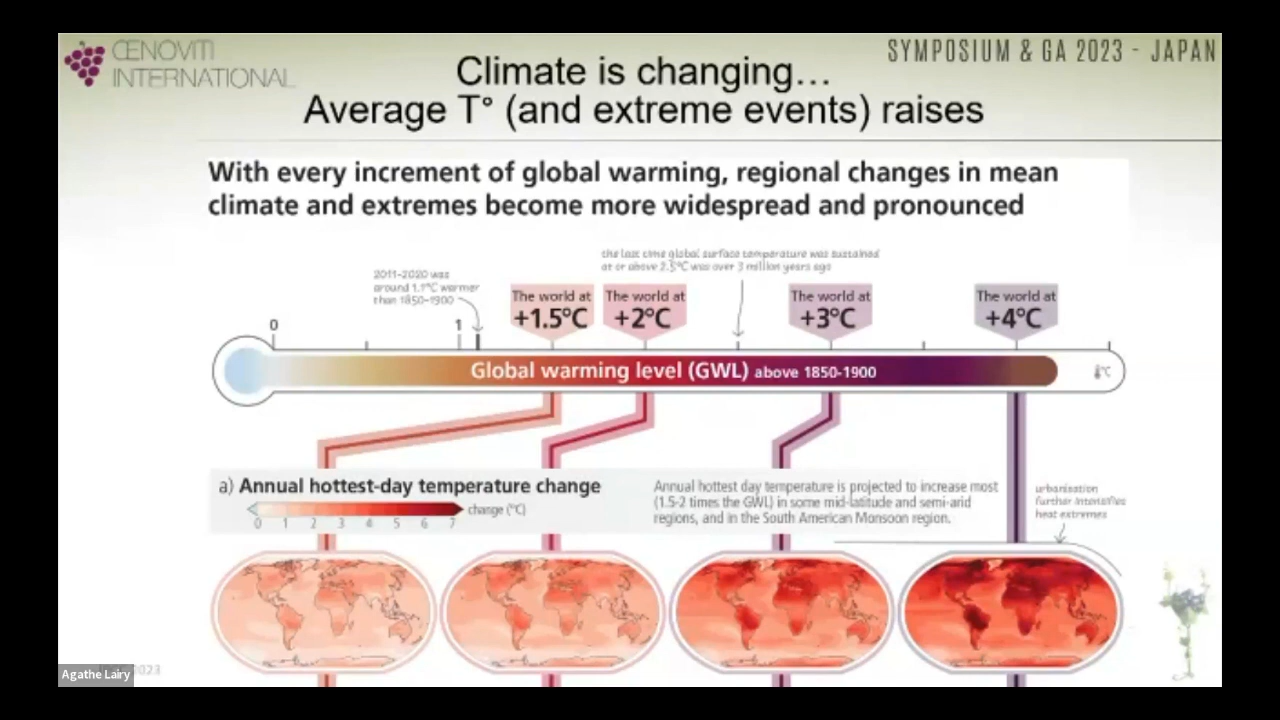 ŒNOVITI
INTERNATIONAL
SYMPOSIUM & GA 2023 - JAPAN
Climate is changing…
Average T° (and extreme events) raises
With every increment of global warming, regional changes in mean
climate and extremes become more widespread and pronounced
2011-2020 was
around 1.1°C warmer
than 1850-1900
the last time global surface temperature was sustained
at or above 2.5°C was over 3 million years ago
The world at
+1.5°C
The world at
+2°C
The world at
+3°C
The world at
+4°C
0
1
Global warming level (GWL) above 1850-1900
°C
a) Annual hottest-day temperature change
0 1 2 3 4 5 6 7
change (°C)
Annual hottest day temperature is projected to increase most
(1.5-2 times the GWL) in some mid-latitude and semi-arid
regions, and in the South American Monsoon region.
urbanisation
further intensifies
heat extremes
Agathe Lairy
2023